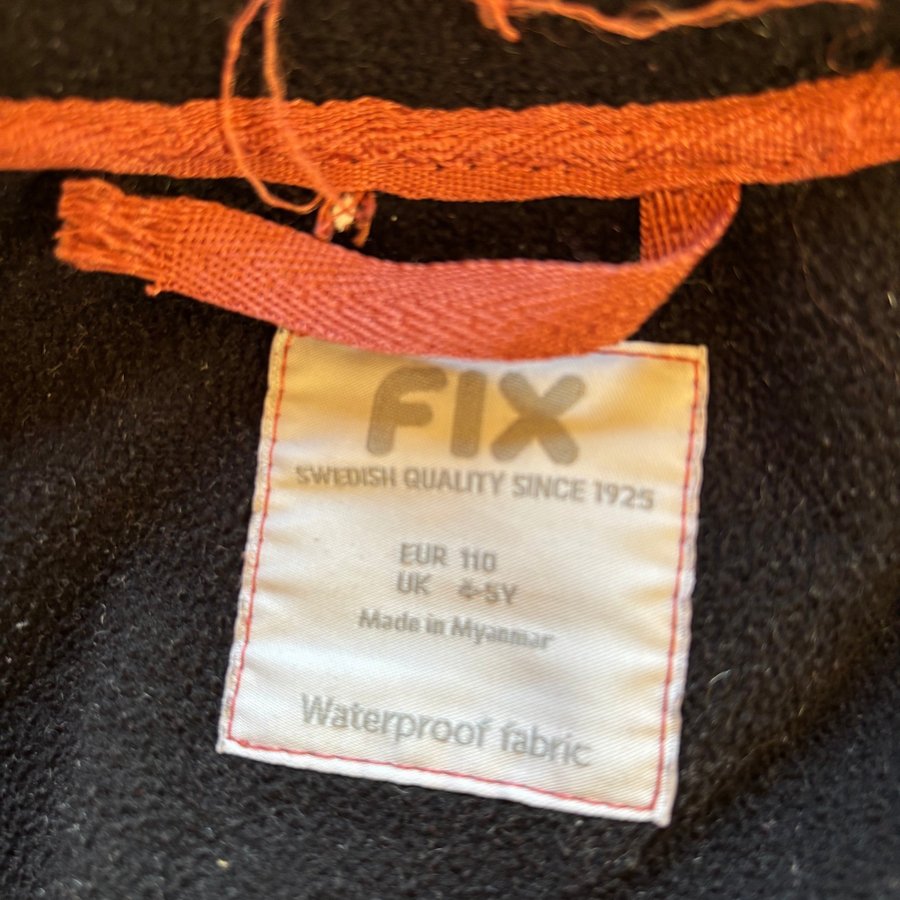 FIX
SWEDISH QUALITY SINCE 1925
EUR 110
UK 4-5Y
Made in Myanmar
Waterproof fabric